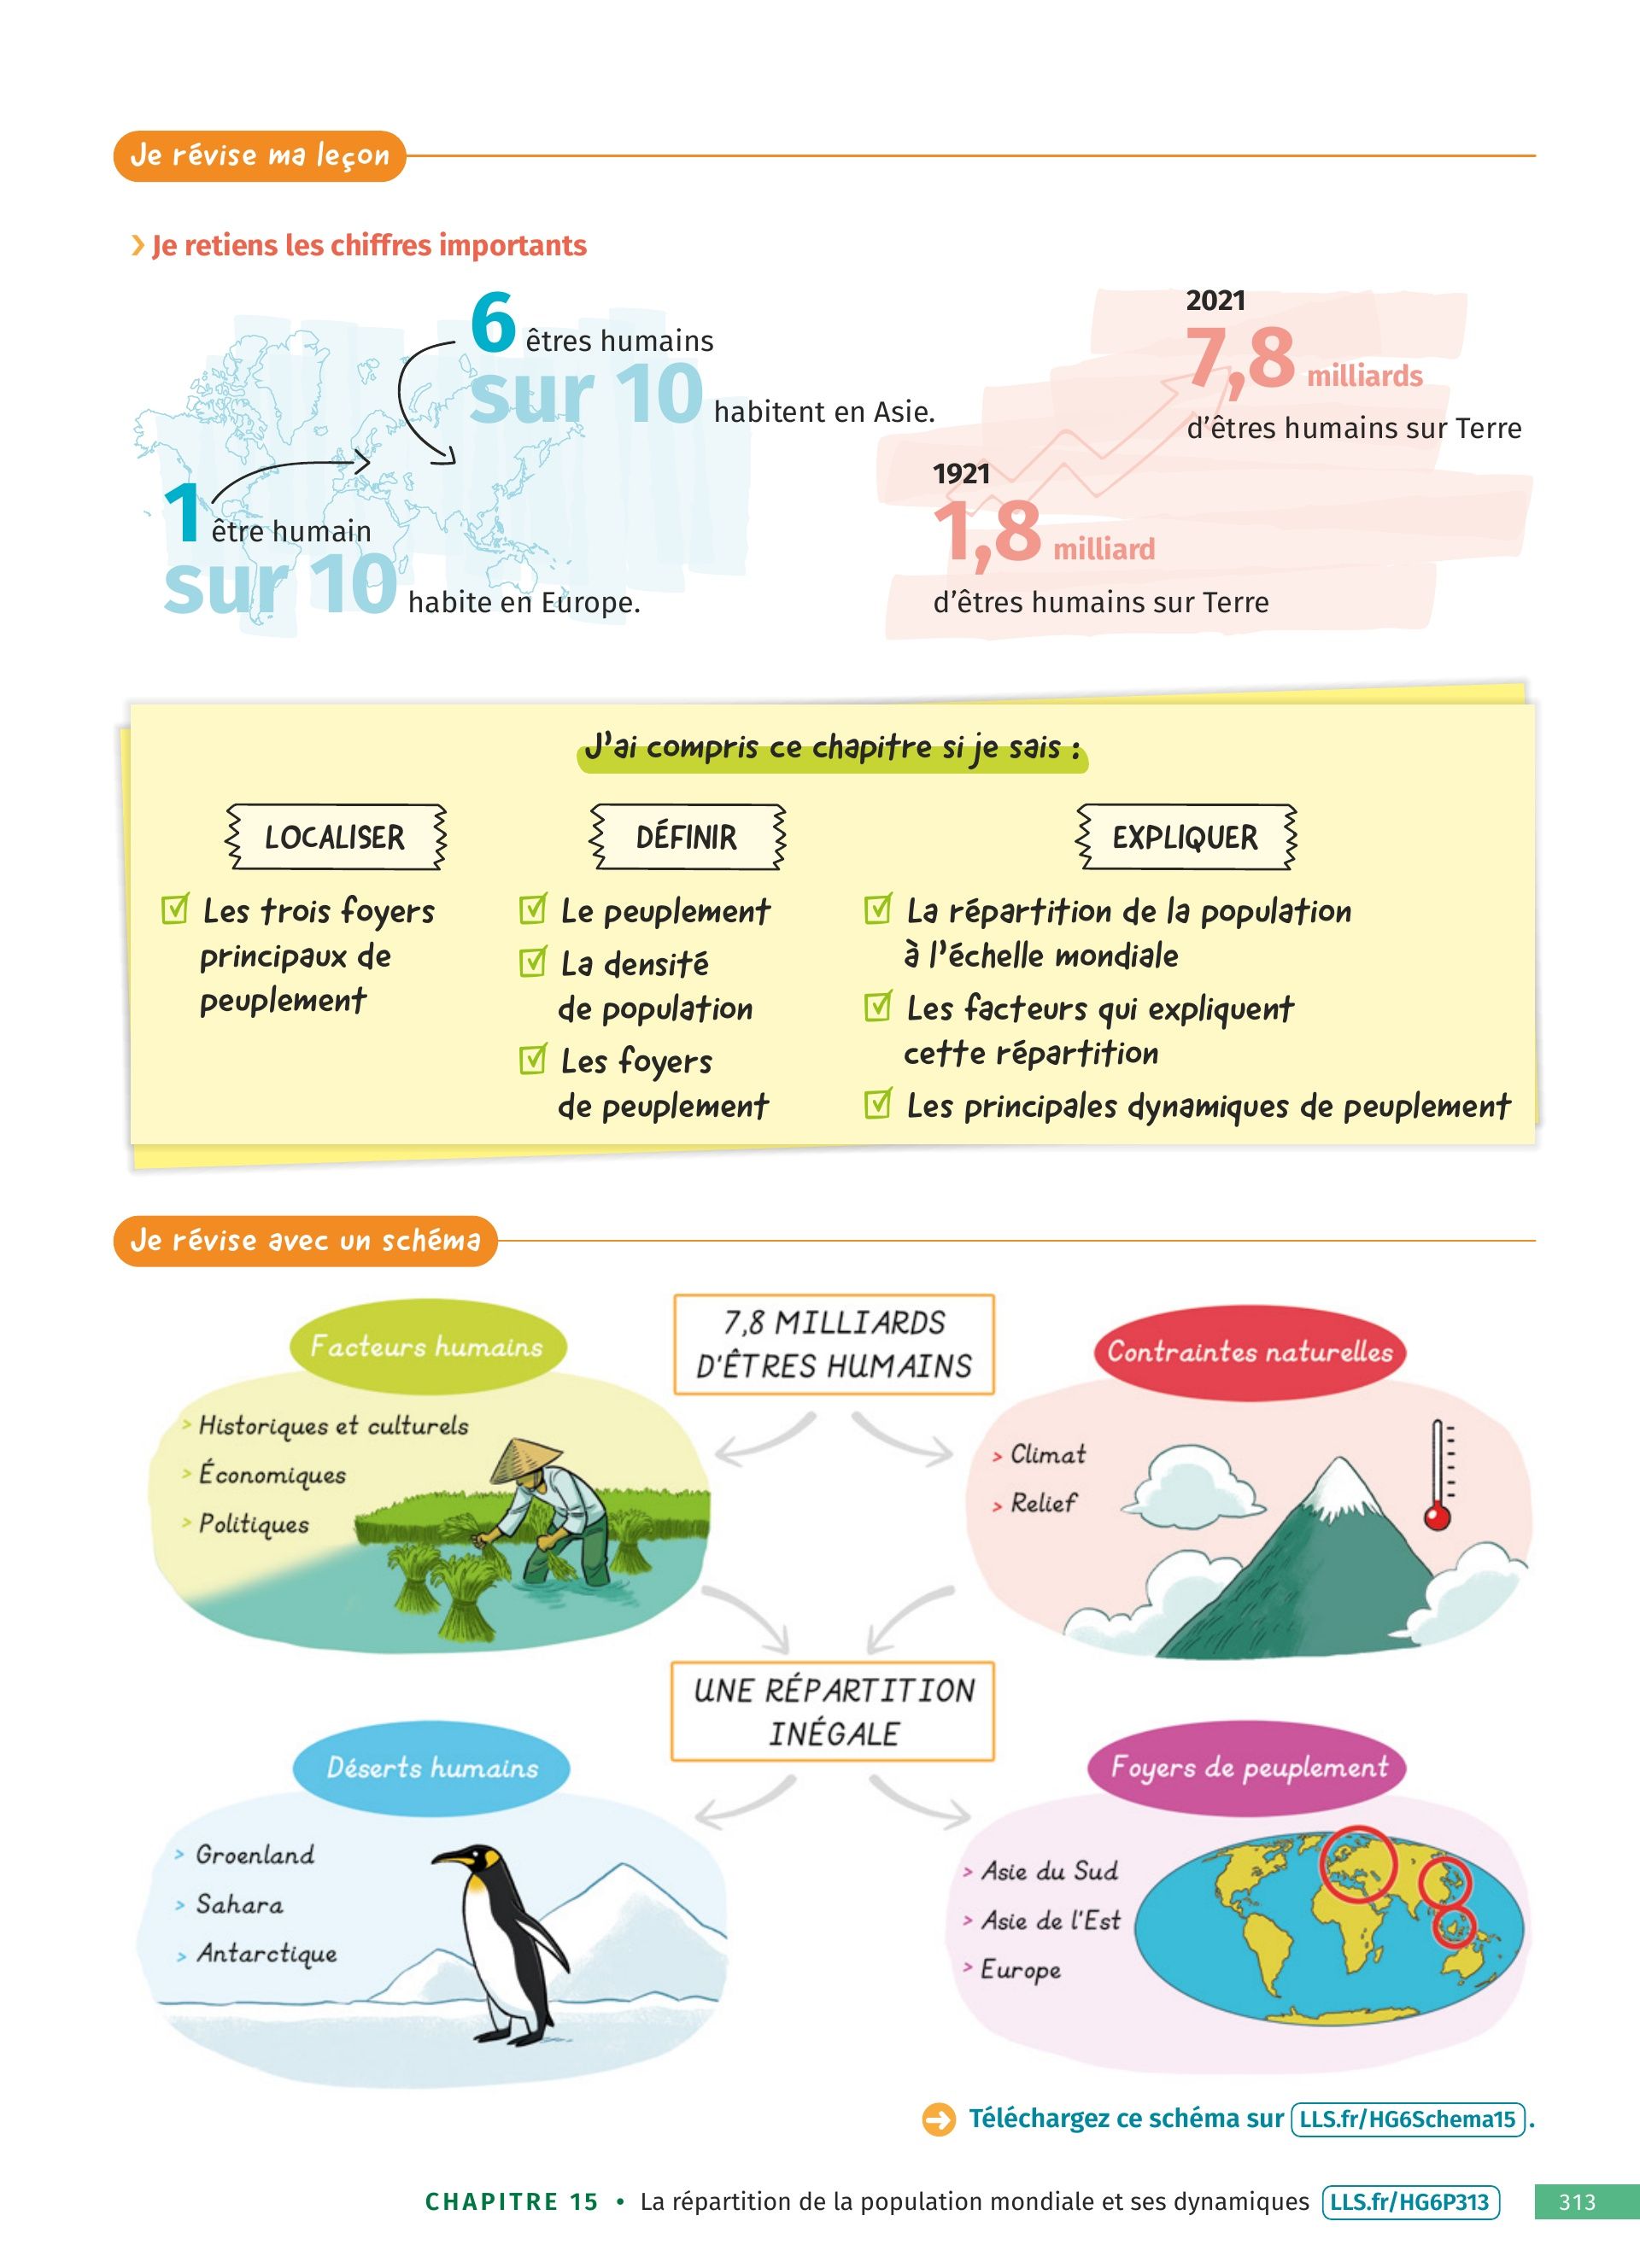 Je révise ma leçon
› Je retiens les chiffres importants
6 êtres humains
sur 10 habitent en Asie.
1 être humain
sur 10 habite en Europe.
2021
7,8 milliards
d'êtres humains sur Terre
1921
1,8 milliard
d'êtres humains sur Terre
J'ai compris ce chapitre si je sais :
LOCALISER
Les trois foyers
principaux de
peuplement
DÉFINIR
Le peuplement
La densité
de population
Les foyers
de peuplement
EXPLIQUER
La répartition de la population
à l'échelle mondiale
Les facteurs qui expliquent
cette répartition
Les principales dynamiques de peuplement
Je révise avec un schéma
7,8 MILLIARDS
D'ÊTRES HUMAINS
Facteurs humains
> Historiques et culturels
> Économiques
> Politiques
Contraintes naturelles
> Climat
> Relief
UNE RÉPARTITION
INÉGALE
Déserts humains
> Groenland
> Sahara
> Antarctique
Foyers de peuplement
> Asie du Sud
> Asie de l'Est
> Europe
Téléchargez ce schéma sur LLS.fr/HG6Schema15.
CHAPITRE 15 • La répartition de la population mondiale et ses dynamiques LLS.fr/HG6P313 313